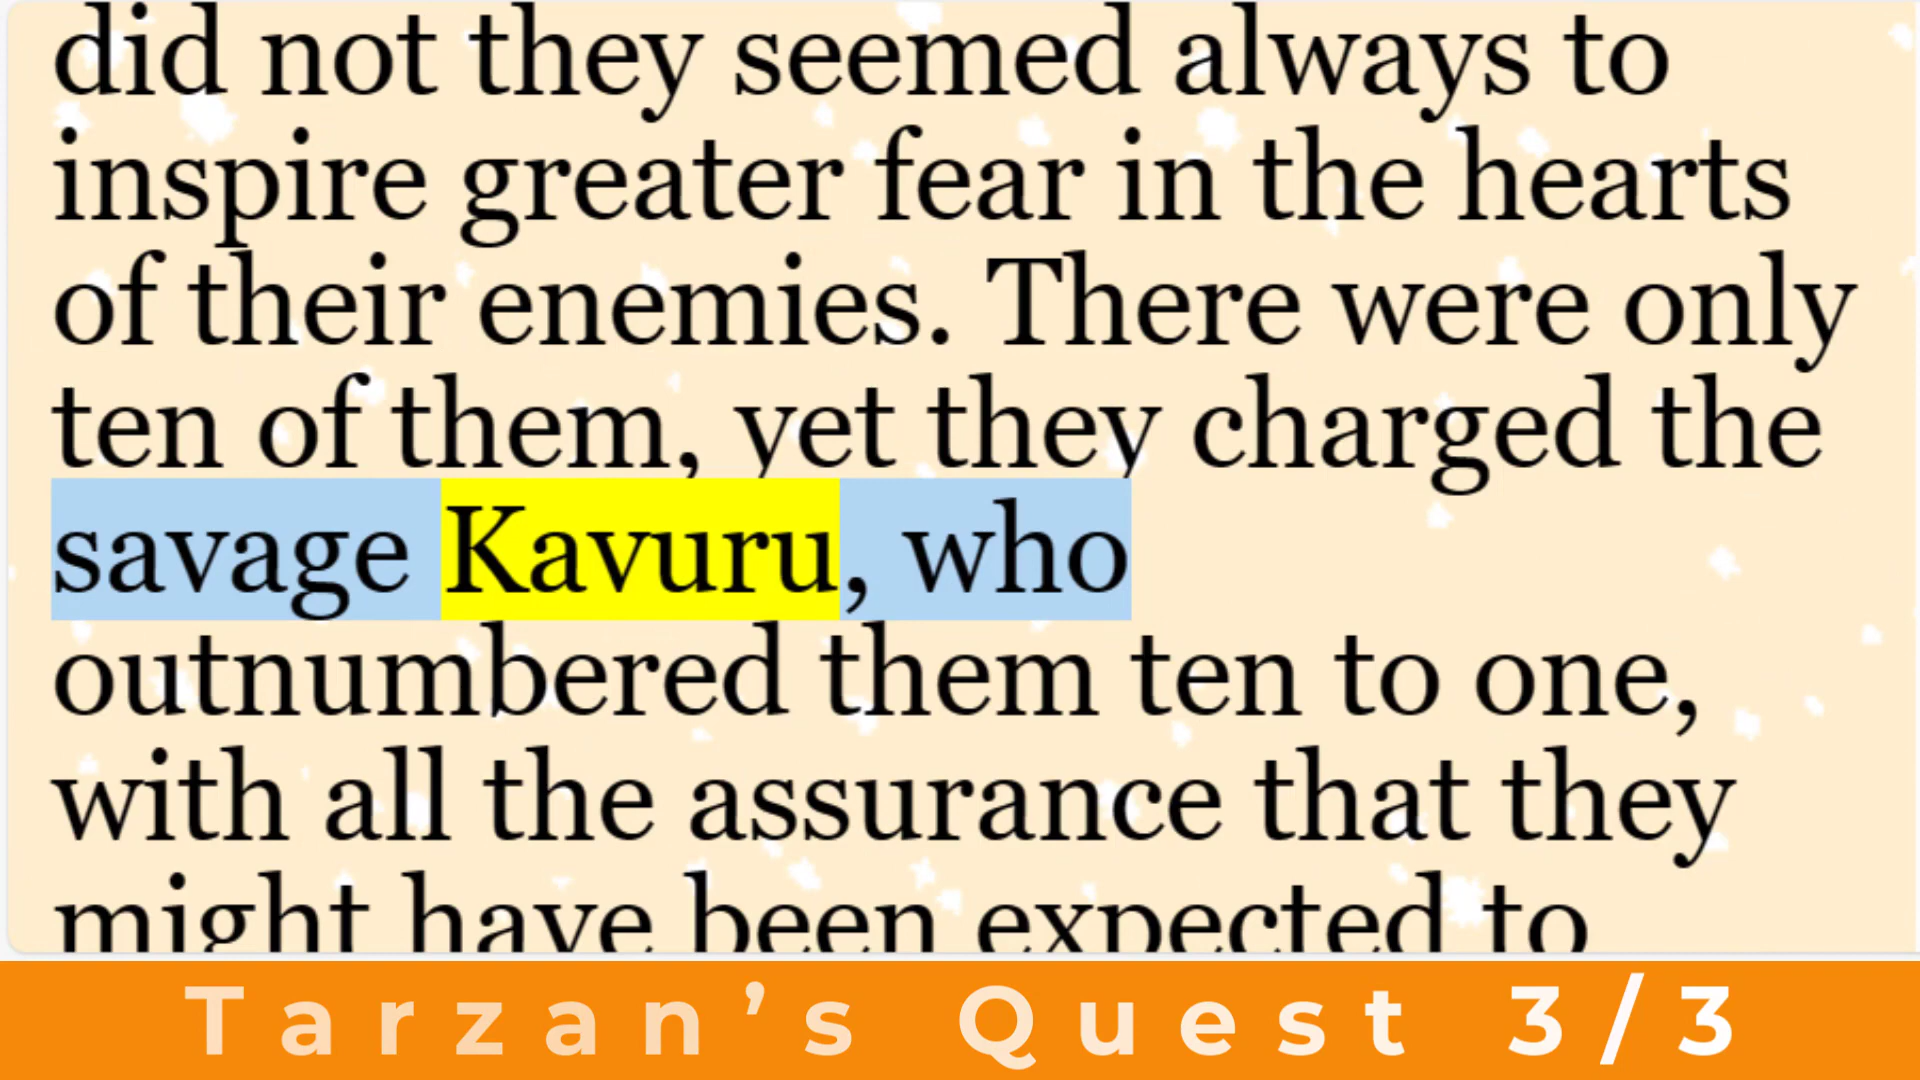 did not they seemed always to
inspire greater fear in the hearts
of their enemies. There were only
ten of them, yet they charged the
savage Kavuru, who
outnumbered them ten to one,
with all the assurance that they
might have been expected to
Tarzan’s Quest 3/3